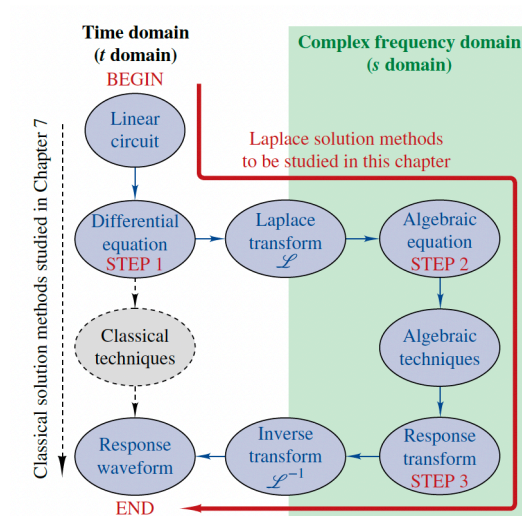 Time domain
(t domain)
BEGIN
Complex frequency domain
(s domain)
Classical solution methods studied in Chapter 7
Linear
circuit
Laplace solution methods
to be studied in this chapter
Differential
equation
STEP 1
Laplace
transform
ℒ
Algebraic
equation
STEP 2
Classical
techniques
Algebraic
techniques
Response
waveform
Inverse
transform
ℒ⁻¹
Response
transform
STEP 3
END